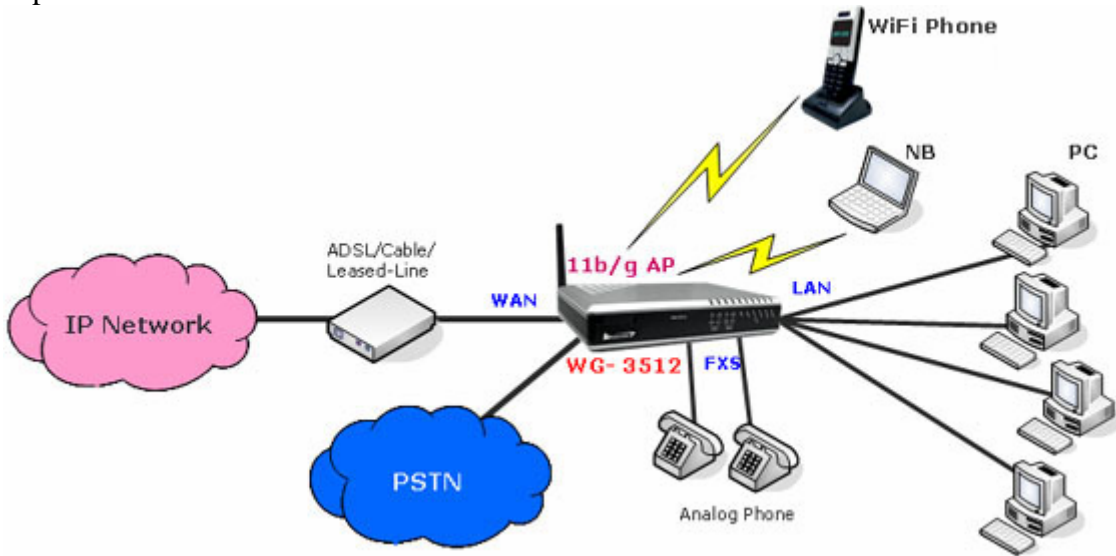 WiFi Phone
NB
PC
ADSL/Cable/
Leased-Line
11b/g AP
WAN
LAN
IP Network
WG- 3512
FXS
PSTN
Analog Phone